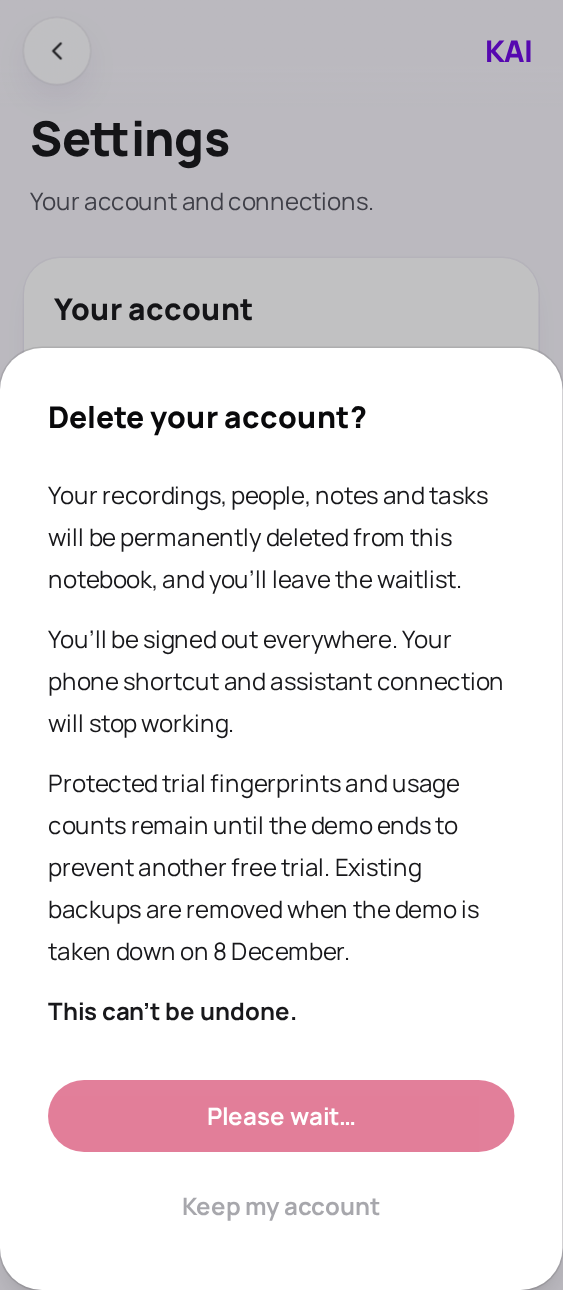 KAI
Settings
Your account and connections.
Your account
Delete your account?
Your recordings, people, notes and tasks
will be permanently deleted from this
notebook, and you’ll leave the waitlist.
You’ll be signed out everywhere. Your
phone shortcut and assistant connection
will stop working.
Protected trial fingerprints and usage
counts remain until the demo ends to
prevent another free trial. Existing
backups are removed when the demo is
taken down on 8 December.
This can’t be undone.
Please wait…
Keep my account